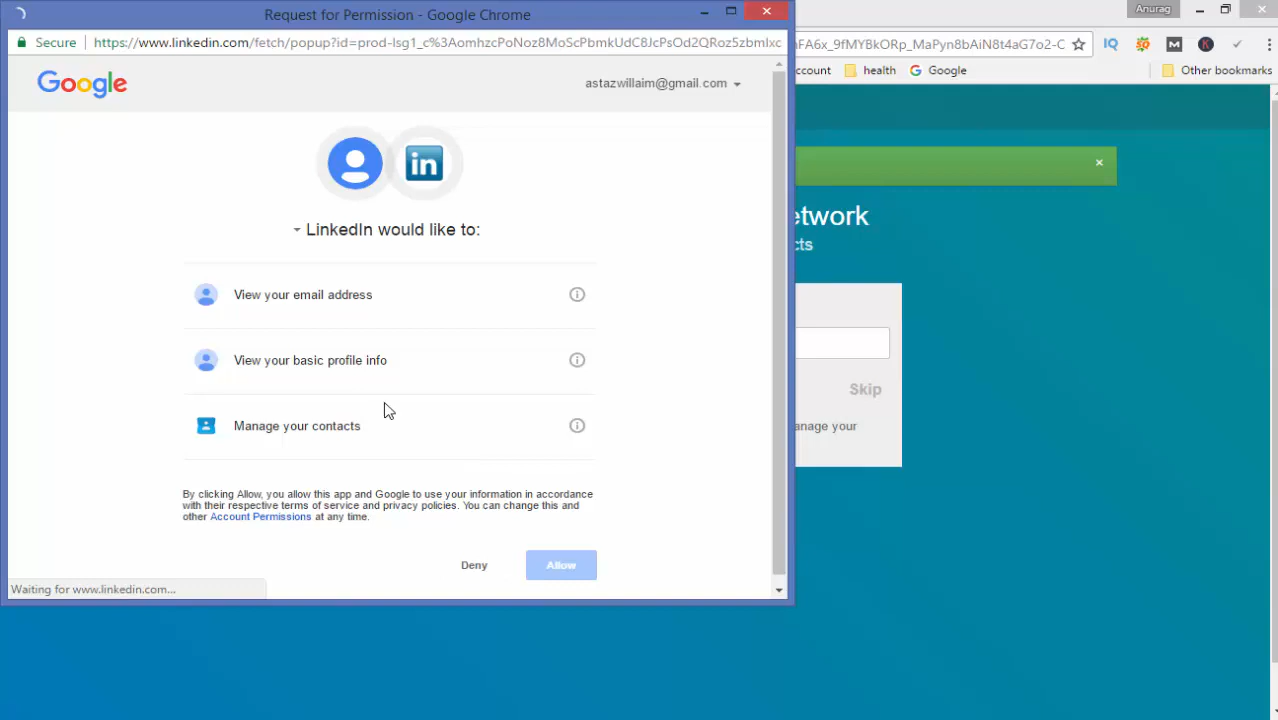 Request for Permission - Google Chrome
Anurag
Secure https://www.linkedin.com/fetch/popup?id=prod-lsg1_c%3AomhzcPoNoz8MoScPbmkUdC8JcPsOd2QRoz5zbmlxc
nFA6x_9fMYBkORp_MaPyn8bAiN8t4aG7o2-C
IQ
M
K
ccount
health
G Google
Other bookmarks
Google
astazwillaim@gmail.com
in
LinkedIn would like to:
View your email address
View your basic profile info
Manage your contacts
By clicking Allow, you allow this app and Google to use your information in accordance
with their respective terms of service and privacy policies. You can change this and
other Account Permissions at any time.
Deny
Allow
Waiting for www.linkedin.com...
etwork
cts
Skip
anage your